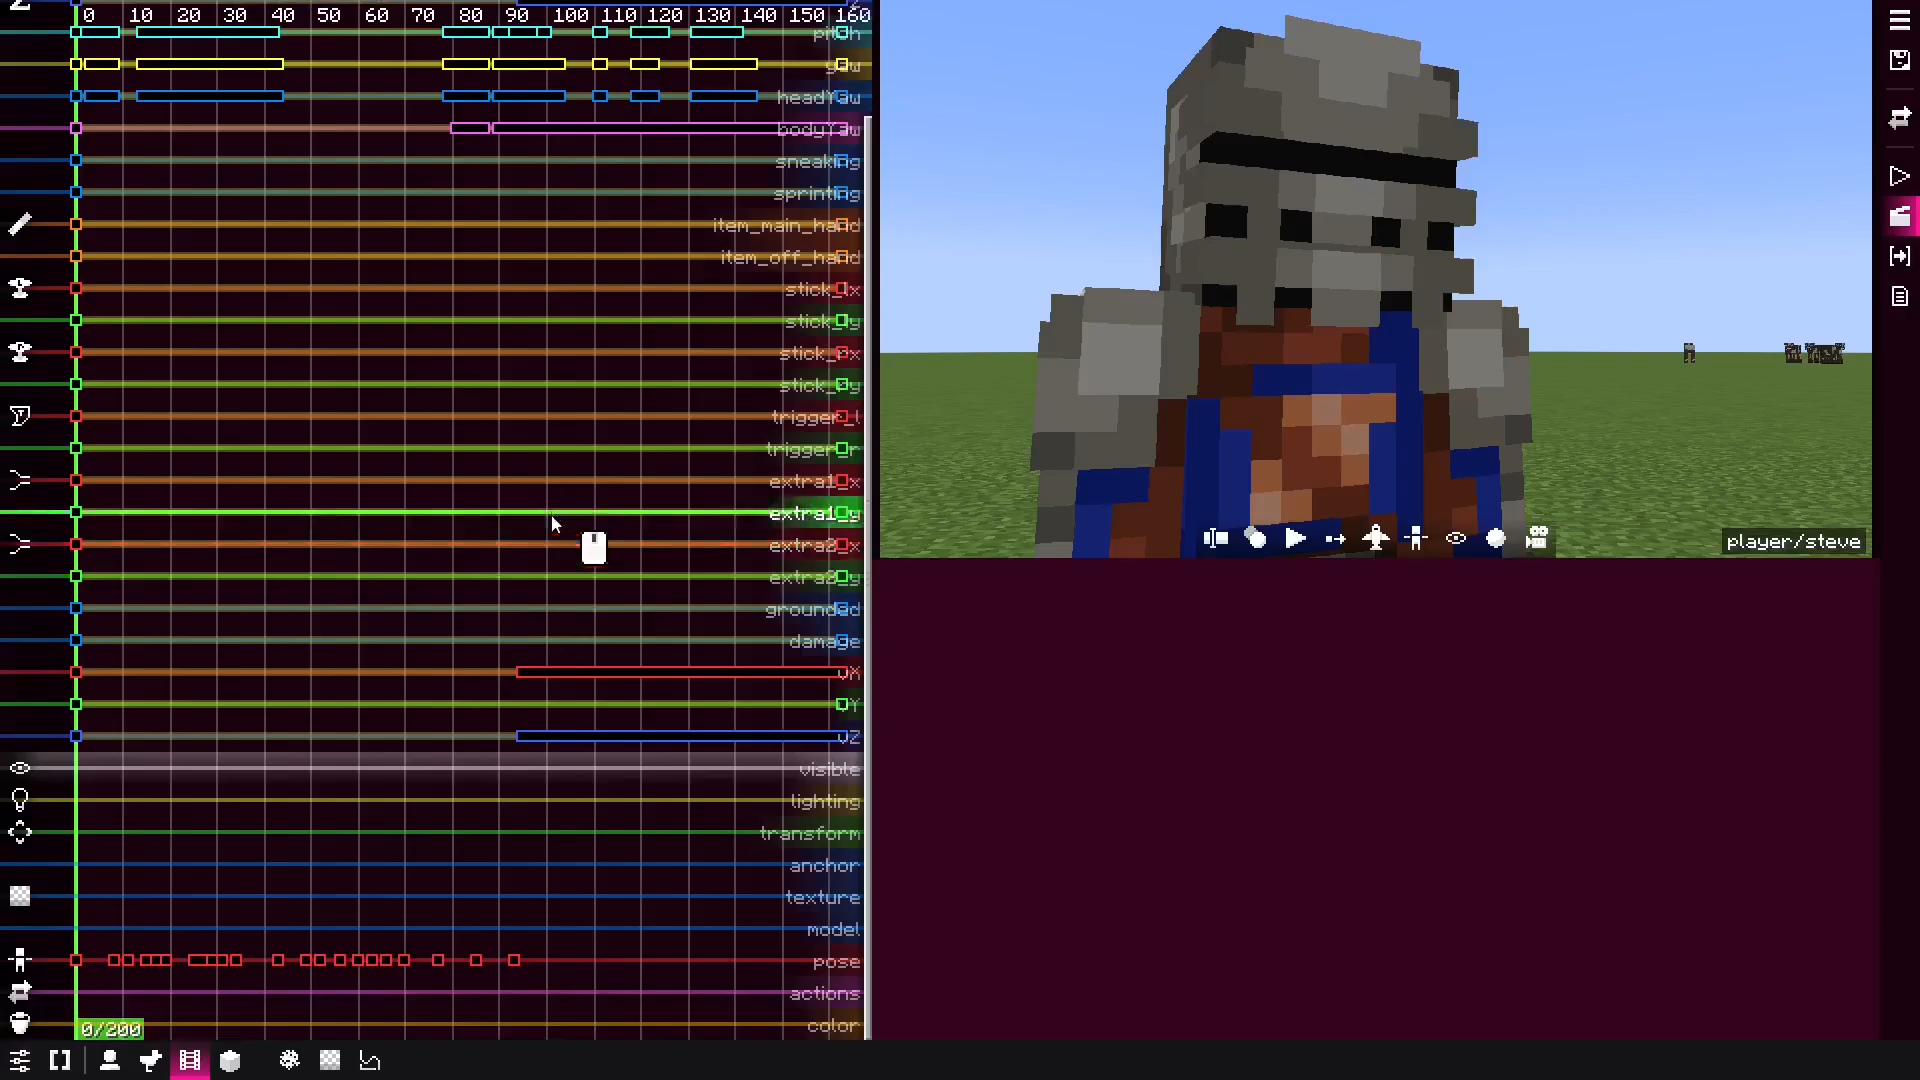 0 10 20 30 40 50 60 70 80 90 100 110 120 130 140 150 160
pitch
yaw
headYaw
bodyYaw
sneaking
sprinting
item_main_hand
item_off_hand
stick_lx
stick_ly
stick_rx
stick_ry
trigger_l
trigger_r
extra1_x
extra1_y
extra2_x
extra2_y
grounded
damage
vX
vY
vZ
visible
lighting
transform
anchor
texture
model
pose
actions
color
0/200
player/steve